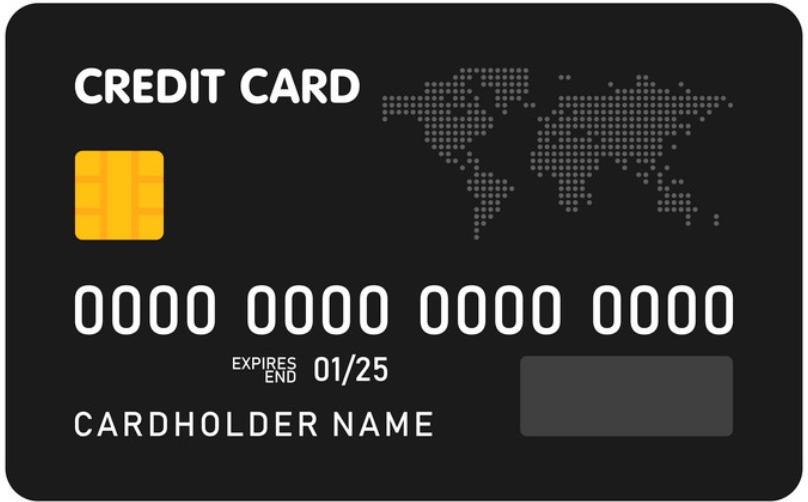 CREDIT CARD
0000 0000 0000 0000
EXPIRES
END 01/25
CARDHOLDER NAME